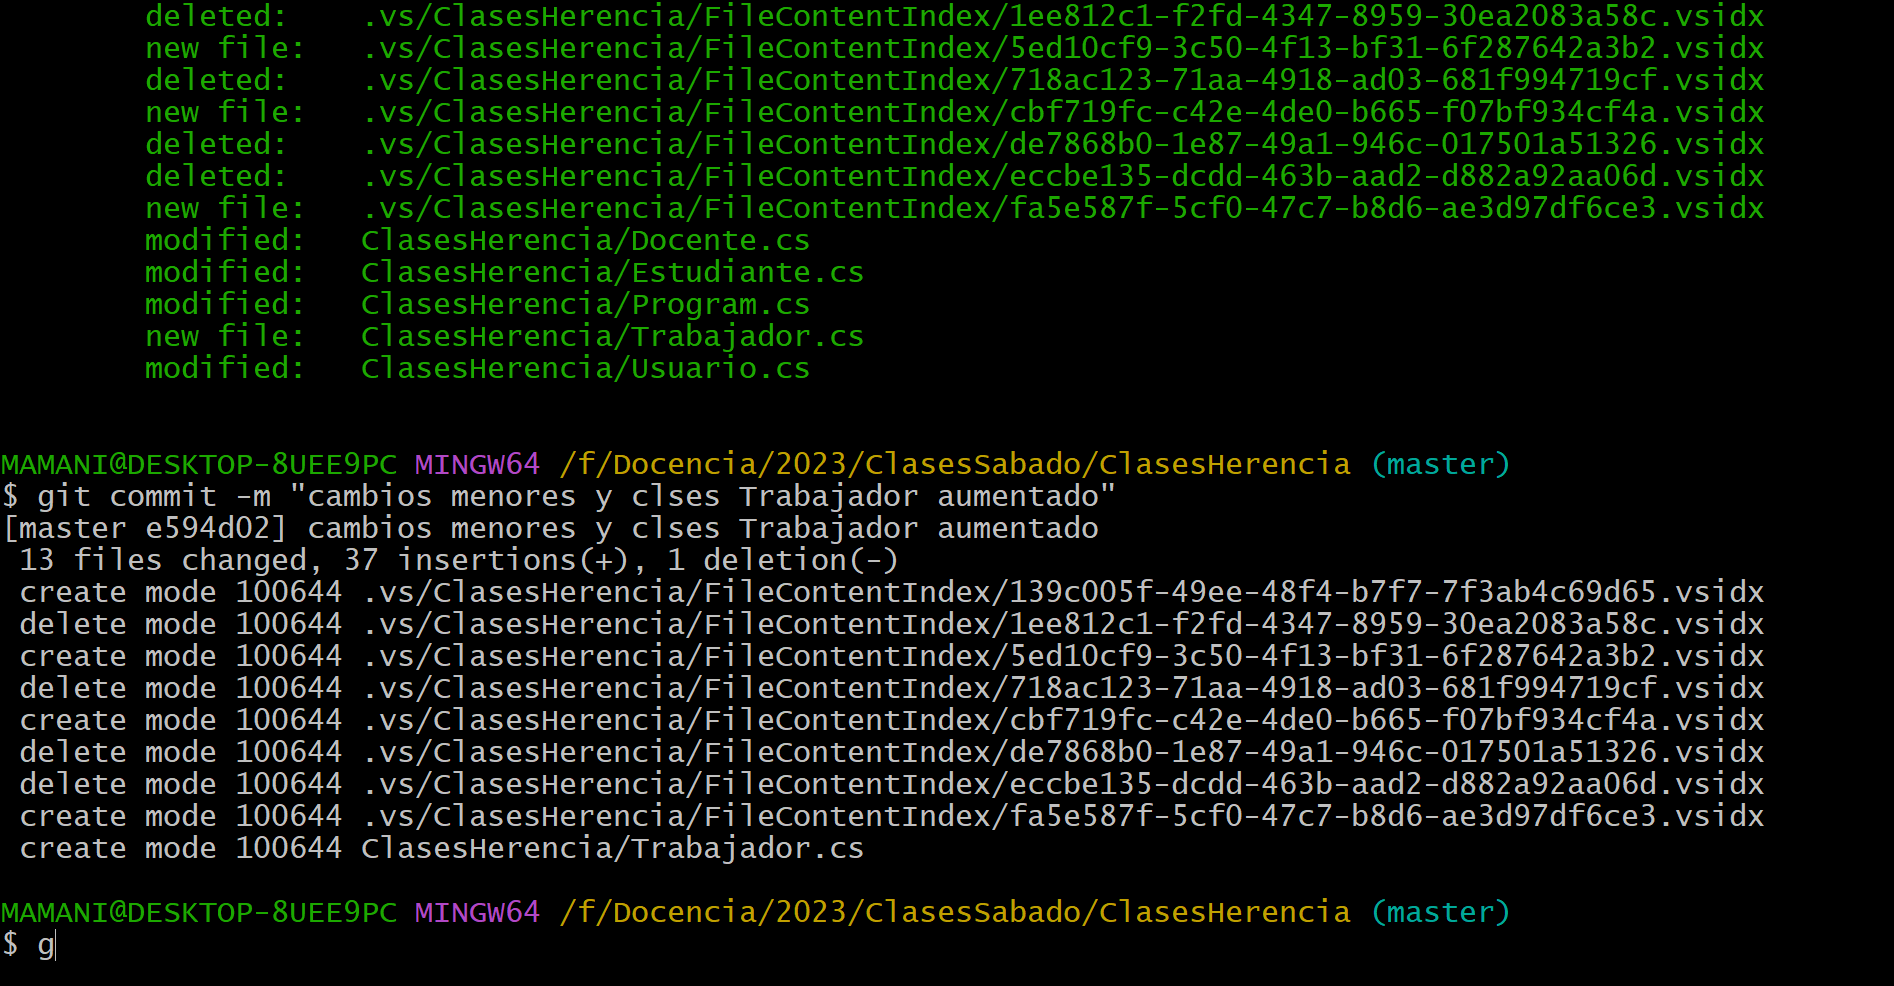 deleted:    .vs/ClasesHerencia/FileContentIndex/1ee812c1-f2fd-4347-8959-30ea2083a58c.vsidx
new file:   .vs/ClasesHerencia/FileContentIndex/5ed10cf9-3c50-4f13-bf31-6f287642a3b2.vsidx
deleted:    .vs/ClasesHerencia/FileContentIndex/718ac123-71aa-4918-ad03-681f994719cf.vsidx
new file:   .vs/ClasesHerencia/FileContentIndex/cbf719fc-c42e-4de0-b665-f07bf934cf4a.vsidx
deleted:    .vs/ClasesHerencia/FileContentIndex/de7868b0-1e87-49a1-946c-017501a51326.vsidx
deleted:    .vs/ClasesHerencia/FileContentIndex/eccbe135-dcdd-463b-aad2-d882a92aa06d.vsidx
new file:   .vs/ClasesHerencia/FileContentIndex/fa5e587f-5cf0-47c7-b8d6-ae3d97df6ce3.vsidx
modified:   ClasesHerencia/Docente.cs
modified:   ClasesHerencia/Estudiante.cs
modified:   ClasesHerencia/Program.cs
new file:   ClasesHerencia/Trabajador.cs
modified:   ClasesHerencia/Usuario.cs
MAMANI@DESKTOP-8UEE9PC MINGW64 /f/Docencia/2023/ClasesSabado/ClasesHerencia (master)
$ git commit -m "cambios menores y clses Trabajador aumentado"
[master e594d02] cambios menores y clses Trabajador aumentado
 13 files changed, 37 insertions(+), 1 deletion(-)
 create mode 100644 .vs/ClasesHerencia/FileContentIndex/139c005f-49ee-48f4-b7f7-7f3ab4c69d65.vsidx
 delete mode 100644 .vs/ClasesHerencia/FileContentIndex/1ee812c1-f2fd-4347-8959-30ea2083a58c.vsidx
 create mode 100644 .vs/ClasesHerencia/FileContentIndex/5ed10cf9-3c50-4f13-bf31-6f287642a3b2.vsidx
 delete mode 100644 .vs/ClasesHerencia/FileContentIndex/718ac123-71aa-4918-ad03-681f994719cf.vsidx
 create mode 100644 .vs/ClasesHerencia/FileContentIndex/cbf719fc-c42e-4de0-b665-f07bf934cf4a.vsidx
 delete mode 100644 .vs/ClasesHerencia/FileContentIndex/de7868b0-1e87-49a1-946c-017501a51326.vsidx
 delete mode 100644 .vs/ClasesHerencia/FileContentIndex/eccbe135-dcdd-463b-aad2-d882a92aa06d.vsidx
 create mode 100644 .vs/ClasesHerencia/FileContentIndex/fa5e587f-5cf0-47c7-b8d6-ae3d97df6ce3.vsidx
 create mode 100644 ClasesHerencia/Trabajador.cs
MAMANI@DESKTOP-8UEE9PC MINGW64 /f/Docencia/2023/ClasesSabado/ClasesHerencia (master)
$ g